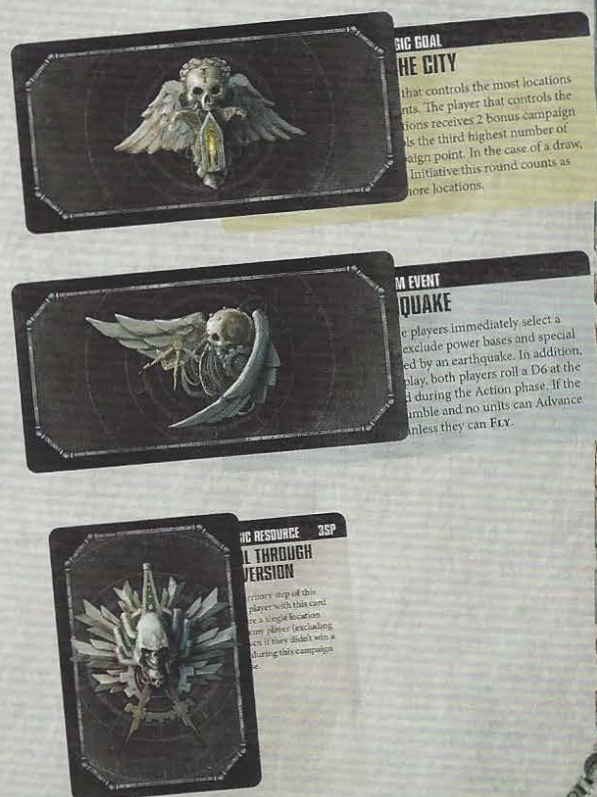 GIC GOAL
HE CITY
that controls the most locations
nts. The player that controls the
ions receives 2 bonus campaign
ls the third highest number of
aign point. In the case of a draw,
Initiative this round counts as
more locations.
M EVENT
QUAKE
e players immediately select a
exclude power bases and special
ed by an earthquake. In addition,
play, both players roll a D6 at the
d during the Action phase. If the
umble and no units can Advance
unless they can FLY.
IC RESOURCE 3SP
L THROUGH
VERSION
rritory step of this
player with this card
re a single location
emy player (excluding
en if they didn't win a
during this campaign
se.